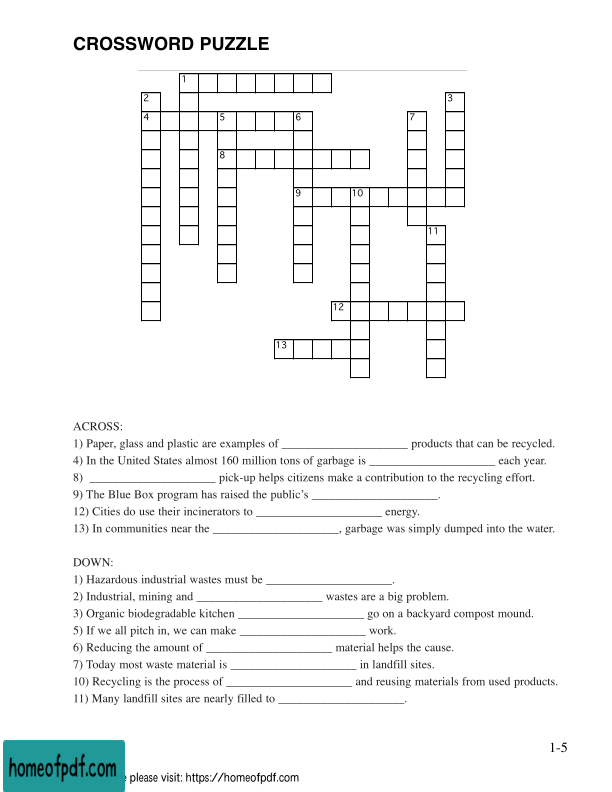 CROSSWORD PUZZLE
1
2
3
4
5
6
7
8
9
10
11
12
13
ACROSS:
1) Paper, glass and plastic are examples of _____________________ products that can be recycled.
4) In the United States almost 160 million tons of garbage is _____________________ each year.
8) _____________________ pick-up helps citizens make a contribution to the recycling effort.
9) The Blue Box program has raised the public’s _____________________.
12) Cities do use their incinerators to _____________________ energy.
13) In communities near the _____________________, garbage was simply dumped into the water.
DOWN:
1) Hazardous industrial wastes must be _____________________.
2) Industrial, mining and _____________________ wastes are a big problem.
3) Organic biodegradable kitchen _____________________ go on a backyard compost mound.
5) If we all pitch in, we can make _____________________ work.
6) Reducing the amount of _____________________ material helps the cause.
7) Today most waste material is _____________________ in landfill sites.
10) Recycling is the process of _____________________ and reusing materials from used products.
11) Many landfill sites are nearly filled to _____________________.
1-5
homeofpdf.com
please visit: https://homeofpdf.com